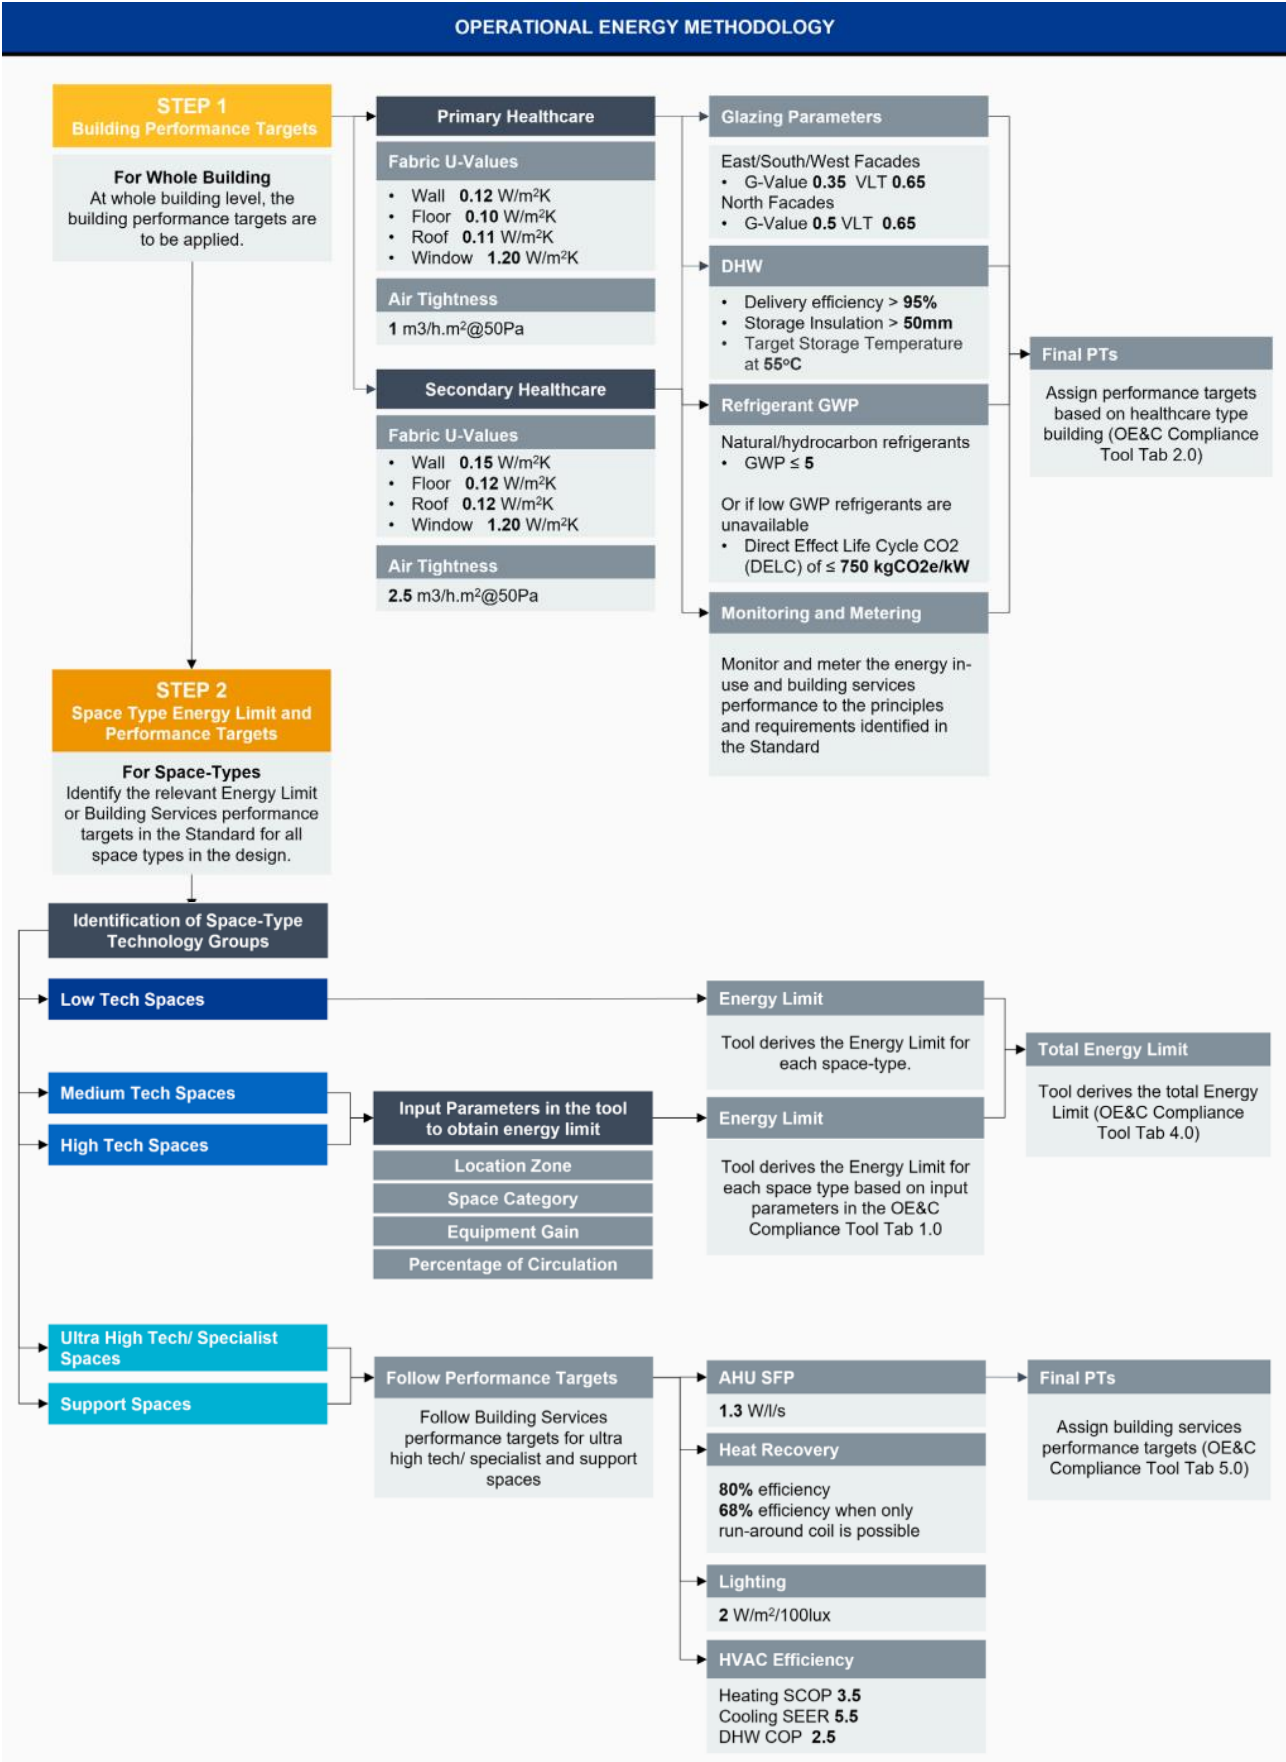 OPERATIONAL ENERGY METHODOLOGY
STEP 1
Building Performance Targets
For Whole Building
At whole building level, the
building performance targets are
to be applied.
Primary Healthcare
Fabric U-Values
• Wall 0.12 W/m²K
• Floor 0.10 W/m²K
• Roof 0.11 W/m²K
• Window 1.20 W/m²K
Air Tightness
1 m3/h.m²@50Pa
Secondary Healthcare
Fabric U-Values
• Wall 0.15 W/m²K
• Floor 0.12 W/m²K
• Roof 0.12 W/m²K
• Window 1.20 W/m²K
Air Tightness
2.5 m3/h.m²@50Pa
Glazing Parameters
East/South/West Facades
• G-Value 0.35 VLT 0.65
North Facades
• G-Value 0.5 VLT 0.65
DHW
• Delivery efficiency > 95%
• Storage Insulation > 50mm
• Target Storage Temperature
at 55ºC
Refrigerant GWP
Natural/hydrocarbon refrigerants
• GWP ≤ 5
Or if low GWP refrigerants are
unavailable
• Direct Effect Life Cycle CO2
(DELC) of ≤ 750 kgCO2e/kW
Monitoring and Metering
Monitor and meter the energy in-
use and building services
performance to the principles
and requirements identified in
the Standard
Final PTs
Assign performance targets
based on healthcare type
building (OE&C Compliance
Tool Tab 2.0)
STEP 2
Space Type Energy Limit and
Performance Targets
For Space-Types
Identify the relevant Energy Limit
or Building Services performance
targets in the Standard for all
space types in the design.
Identification of Space-Type
Technology Groups
Low Tech Spaces
Medium Tech Spaces
High Tech Spaces
Input Parameters in the tool
to obtain energy limit
Location Zone
Space Category
Equipment Gain
Percentage of Circulation
Energy Limit
Tool derives the Energy Limit for
each space-type.
Energy Limit
Tool derives the Energy Limit for
each space type based on input
parameters in the OE&C
Compliance Tool Tab 1.0
Total Energy Limit
Tool derives the total Energy
Limit (OE&C Compliance
Tool Tab 4.0)
Ultra High Tech/ Specialist
Spaces
Support Spaces
Follow Performance Targets
Follow Building Services
performance targets for ultra
high tech/ specialist and support
spaces
AHU SFP
1.3 W/l/s
Heat Recovery
80% efficiency
68% efficiency when only
run-around coil is possible
Lighting
2 W/m²/100lux
HVAC Efficiency
Heating SCOP 3.5
Cooling SEER 5.5
DHW COP 2.5
Final PTs
Assign building services
performance targets (OE&C
Compliance Tool Tab 5.0)